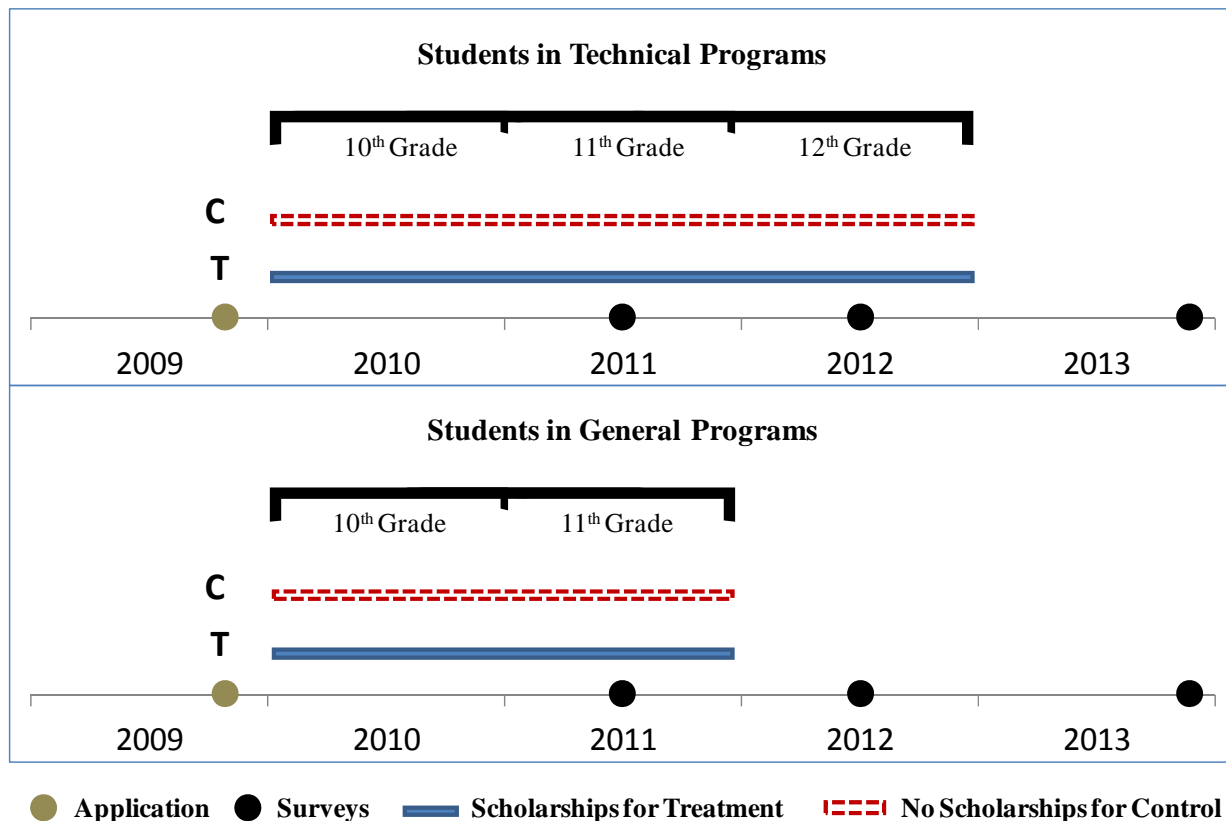 Students in Technical Programs
10th Grade 11th Grade 12th Grade
C
T
2009 2010 2011 2012 2013
Students in General Programs
10th Grade 11th Grade
C
T
2009 2010 2011 2012 2013
Application Surveys Scholarships for Treatment No Scholarships for Control